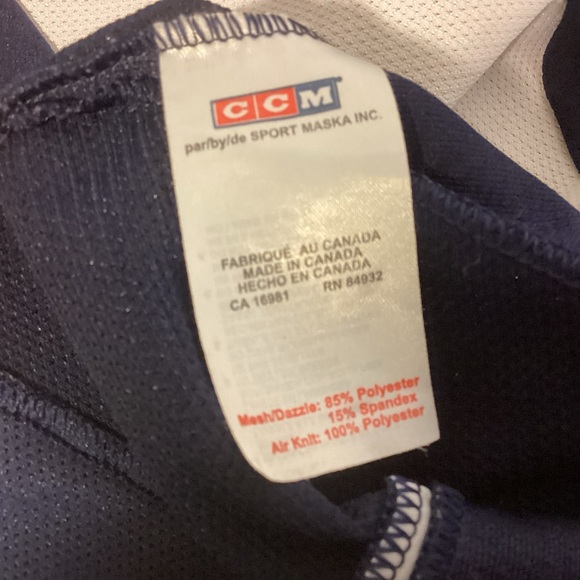 CCM
par/by/de SPORT MASKA INC.
FABRIQUÉ AU CANADA
MADE IN CANADA
HECHO EN CANADA
CA 16981 RN 84932
Mesh/Dazzle: 85% Polyester
15% Spandex
Air Knit: 100% Polyester